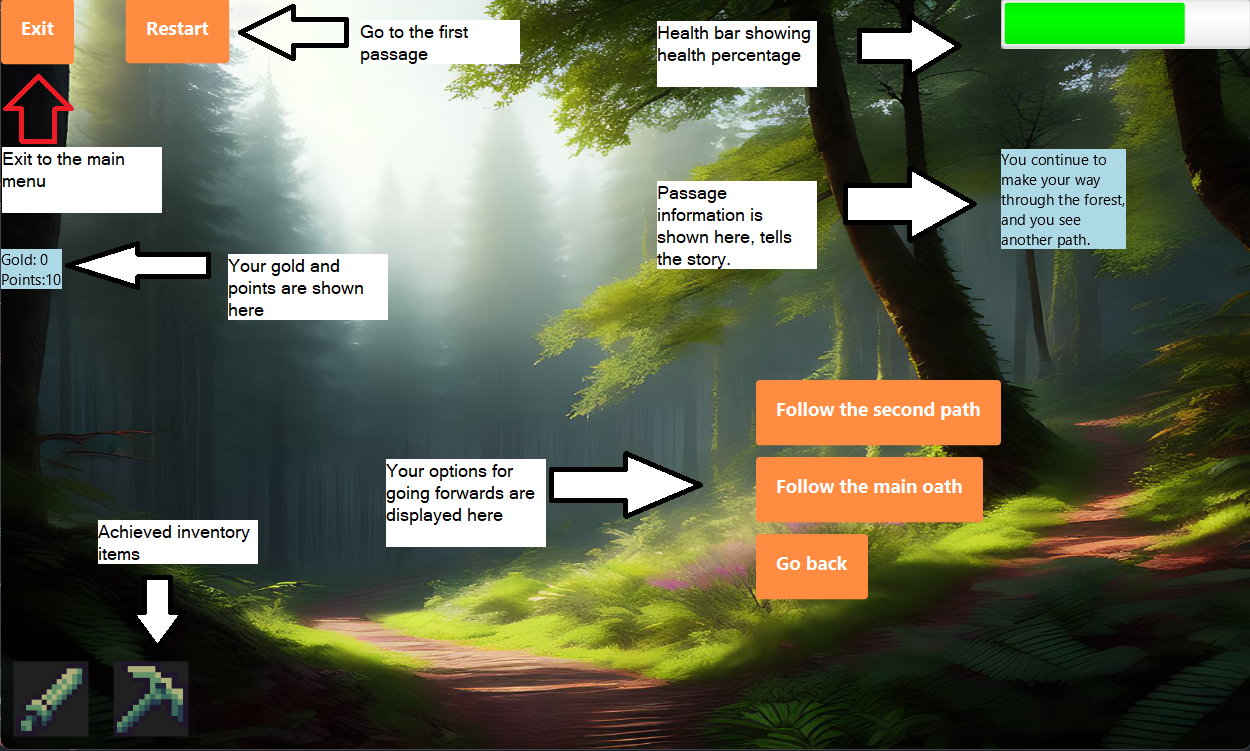 Exit
Restart
Go to the first
passage
Health bar showing
health percentage
Exit to the main
menu
You continue to
make your way
through the forest,
and you see
another path.
Passage
information is
shown here, tells
the story.
Gold: 0
Points:10
Your gold and
points are shown
here
Follow the second path
Your options for
going forwards are
displayed here
Follow the main oath
Go back
Achieved inventory
items